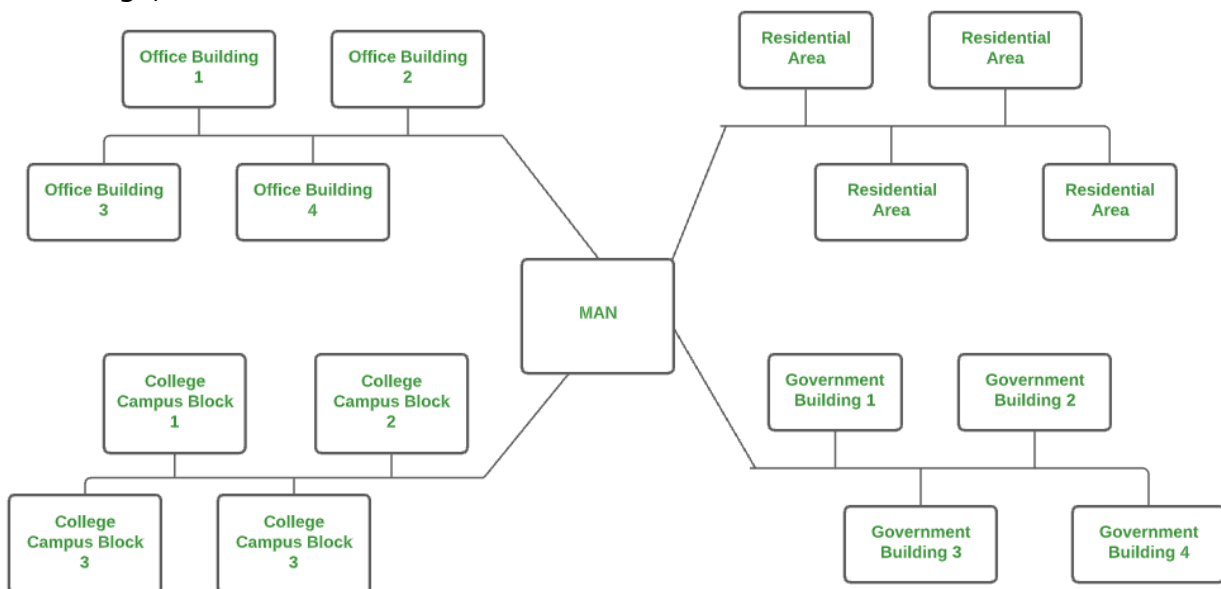 Office Building
1
Office Building
2
Office Building
3
Office Building
4
Residential
Area
Residential
Area
Residential
Area
Residential
Area
MAN
College
Campus Block
1
College
Campus Block
2
College
Campus Block
3
College
Campus Block
3
Government
Building 1
Government
Building 2
Government
Building 3
Government
Building 4